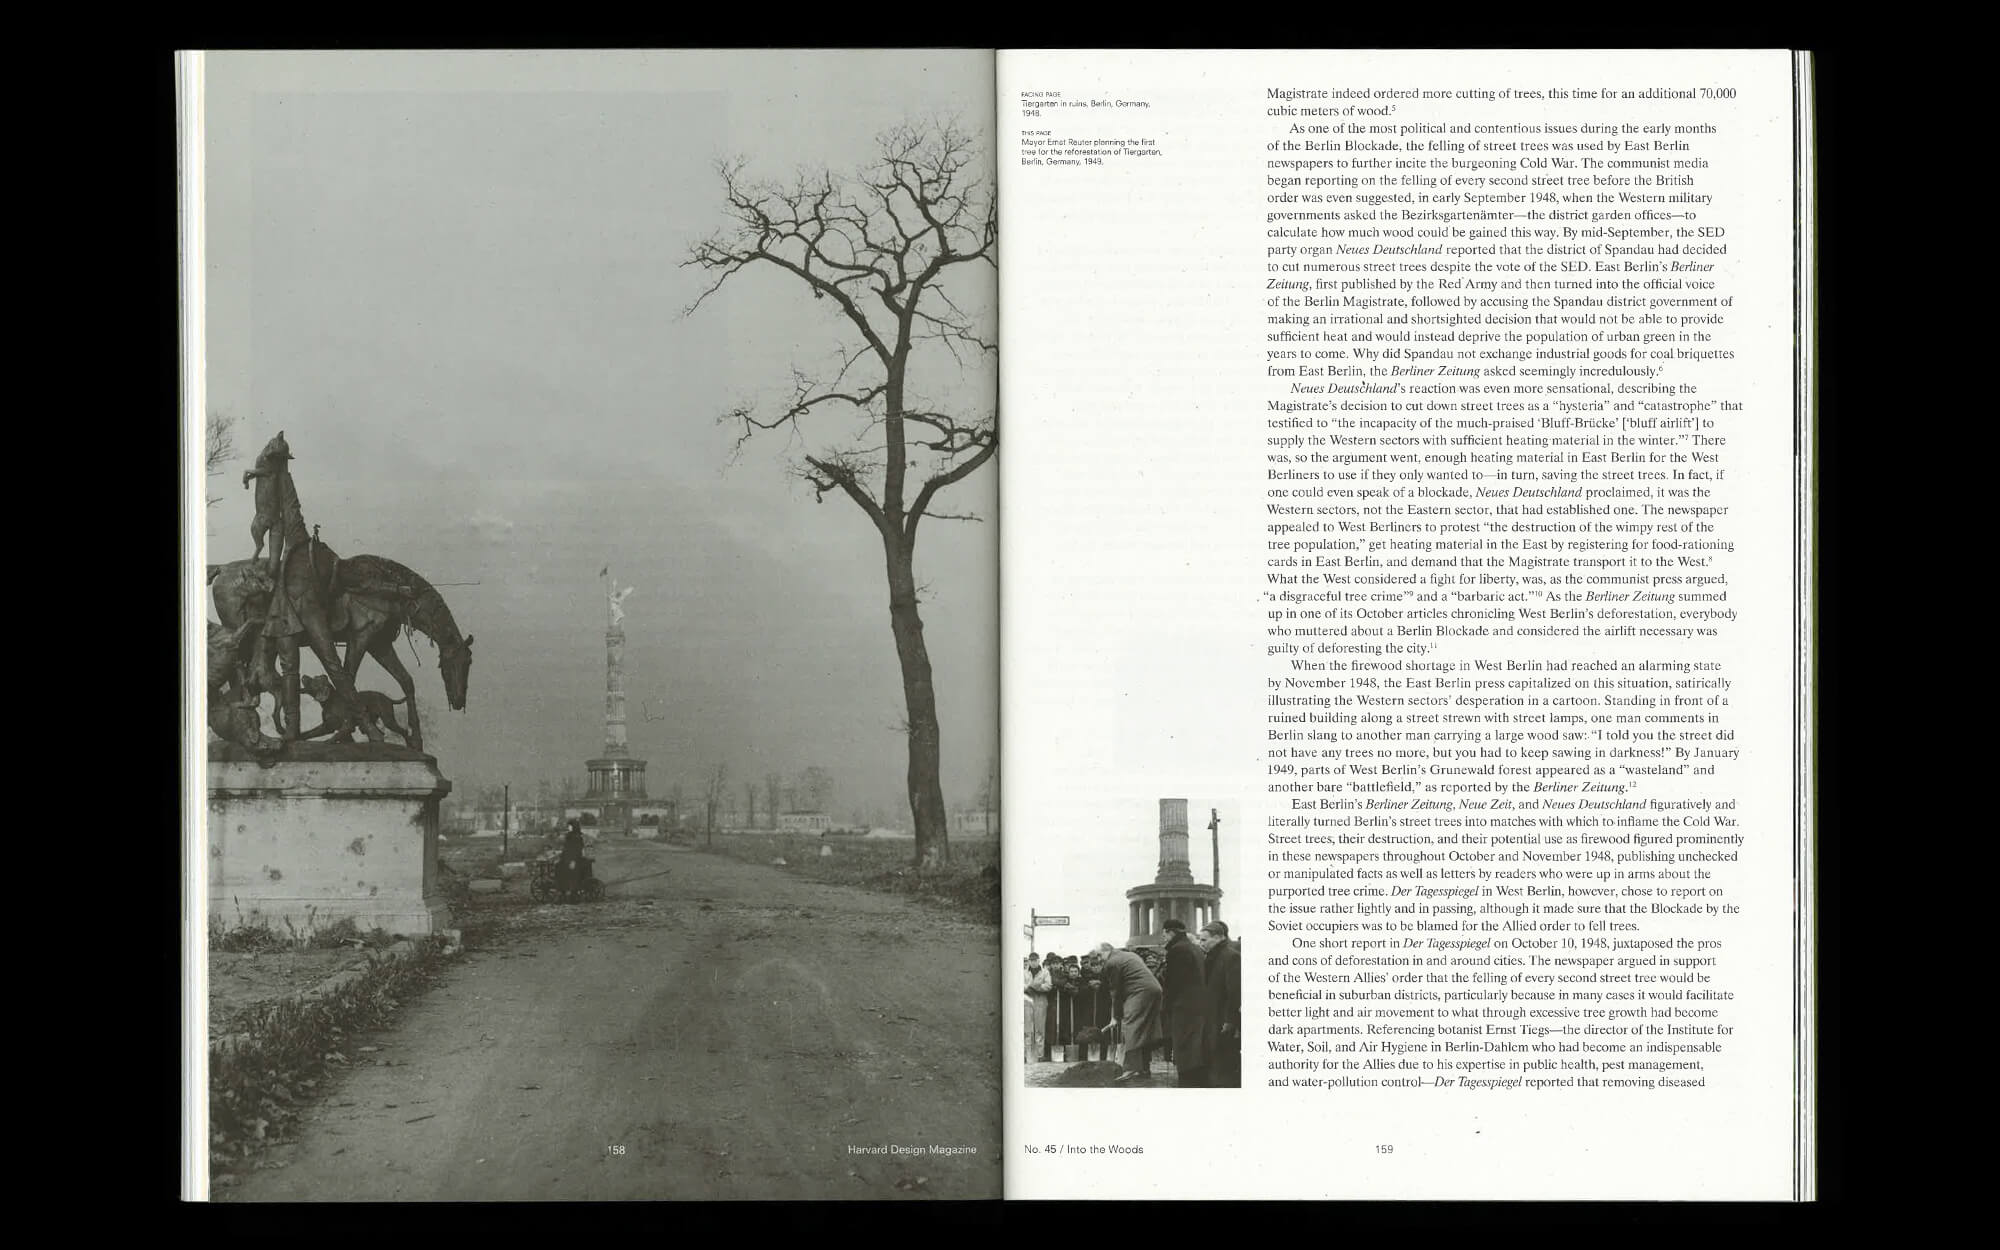 158
Harvard Design Magazine
FACING PAGE
Tiergarten in ruins, Berlin, Germany,
1948.
THIS PAGE
Mayor Ernst Reuter planning the first
tree for the reforestation of Tiergarten,
Berlin, Germany, 1949.
Magistrate indeed ordered more cutting of trees, this time for an additional 70,000
cubic meters of wood.⁵
As one of the most political and contentious issues during the early months
of the Berlin Blockade, the felling of street trees was used by East Berlin
newspapers to further incite the burgeoning Cold War. The communist media
began reporting on the felling of every second street tree before the British
order was even suggested, in early September 1948, when the Western military
governments asked the Bezirksgartenämter—the district garden offices—to
calculate how much wood could be gained this way. By mid-September, the SED
party organ Neues Deutschland reported that the district of Spandau had decided
to cut numerous street trees despite the vote of the SED. East Berlin's Berliner
Zeitung, first published by the Red Army and then turned into the official voice
of the Berlin Magistrate, followed by accusing the Spandau district government of
making an irrational and shortsighted decision that would not be able to provide
sufficient heat and would instead deprive the population of urban green in the
years to come. Why did Spandau not exchange industrial goods for coal briquettes
from East Berlin, the Berliner Zeitung asked seemingly incredulously.⁶
Neues Deutschland's reaction was even more sensational, describing the
Magistrate's decision to cut down street trees as a “hysteria” and “catastrophe” that
testified to “the incapacity of the much-praised ‘Bluff-Brücke’ [‘bluff airlift’] to
supply the Western sectors with sufficient heating material in the winter.”⁷ There
was, so the argument went, enough heating material in East Berlin for the West
Berliners to use if they only wanted to—in turn, saving the street trees. In fact, if
one could even speak of a blockade, Neues Deutschland proclaimed, it was the
Western sectors, not the Eastern sector, that had established one. The newspaper
appealed to West Berliners to protest “the destruction of the wimpy rest of the
tree population,” get heating material in the East by registering for food-rationing
cards in East Berlin, and demand that the Magistrate transport it to the West.⁸
What the West considered a fight for liberty, was, as the communist press argued,
“a disgraceful tree crime”⁹ and a “barbaric act.”¹⁰ As the Berliner Zeitung summed
up in one of its October articles chronicling West Berlin's deforestation, everybody
who muttered about a Berlin Blockade and considered the airlift necessary was
guilty of deforesting the city.¹¹
When the firewood shortage in West Berlin had reached an alarming state
by November 1948, the East Berlin press capitalized on this situation, satirically
illustrating the Western sectors' desperation in a cartoon. Standing in front of a
ruined building along a street strewn with street lamps, one man comments in
Berlin slang to another man carrying a large wood saw: “I told you the street did
not have any trees no more, but you had to keep sawing in darkness!” By January
1949, parts of West Berlin's Grunewald forest appeared as a “wasteland” and
another bare “battlefield,” as reported by the Berliner Zeitung.¹²
East Berlin's Berliner Zeitung, Neue Zeit, and Neues Deutschland figuratively and
literally turned Berlin's street trees into matches with which to inflame the Cold War.
Street trees, their destruction, and their potential use as firewood figured prominently
in these newspapers throughout October and November 1948, publishing unchecked
or manipulated facts as well as letters by readers who were up in arms about the
purported tree crime. Der Tagesspiegel in West Berlin, however, chose to report on
the issue rather lightly and in passing, although it made sure that the Blockade by the
Soviet occupiers was to be blamed for the Allied order to fell trees.
One short report in Der Tagesspiegel on October 10, 1948, juxtaposed the pros
and cons of deforestation in and around cities. The newspaper argued in support
of the Western Allies' order that the felling of every second street tree would be
beneficial in suburban districts, particularly because in many cases it would facilitate
better light and air movement to what through excessive tree growth had become
dark apartments. Referencing botanist Ernst Tiegs—the director of the Institute for
Water, Soil, and Air Hygiene in Berlin-Dahlem who had become an indispensable
authority for the Allies due to his expertise in public health, pest management,
and water-pollution control—Der Tagesspiegel reported that removing diseased
No. 45 / Into the Woods
159